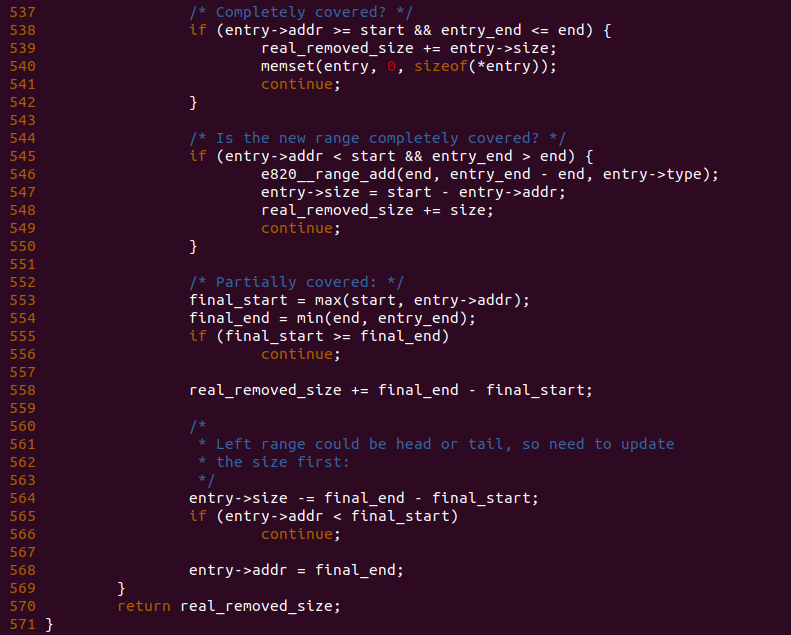 537                 /* Completely covered? */
538                 if (entry->addr >= start && entry_end <= end) {
539                         real_removed_size += entry->size;
540                         memset(entry, 0, sizeof(*entry));
541                         continue;
542                 }
543
544                 /* Is the new range completely covered? */
545                 if (entry->addr < start && entry_end > end) {
546                         e820__range_add(end, entry_end - end, entry->type);
547                         entry->size = start - entry->addr;
548                         real_removed_size += size;
549                         continue;
550                 }
551
552                 /* Partially covered: */
553                 final_start = max(start, entry->addr);
554                 final_end = min(end, entry_end);
555                 if (final_start >= final_end)
556                         continue;
557
558                 real_removed_size += final_end - final_start;
559
560                 /*
561                  * Left range could be head or tail, so need to update
562                  * the size first:
563                  */
564                 entry->size -= final_end - final_start;
565                 if (entry->addr < final_start)
566                         continue;
567
568                 entry->addr = final_end;
569         }
570         return real_removed_size;
571 }